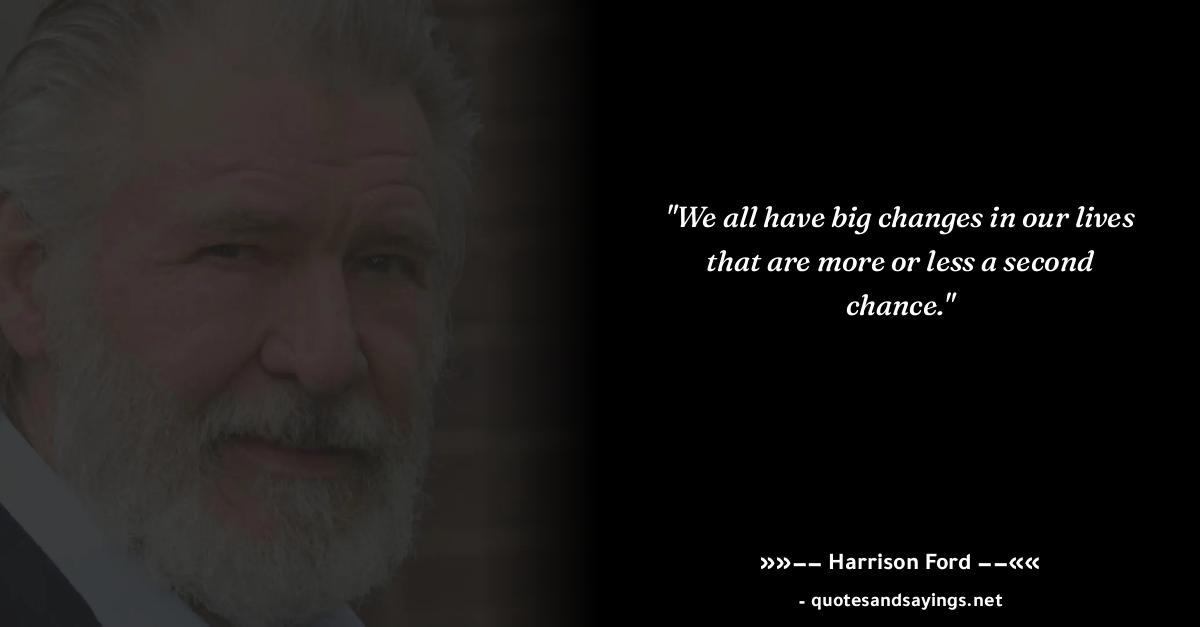 "We all have big changes in our lives
that are more or less a second
chance."
»»−− Harrison Ford −−««
- quotesandsayings.net